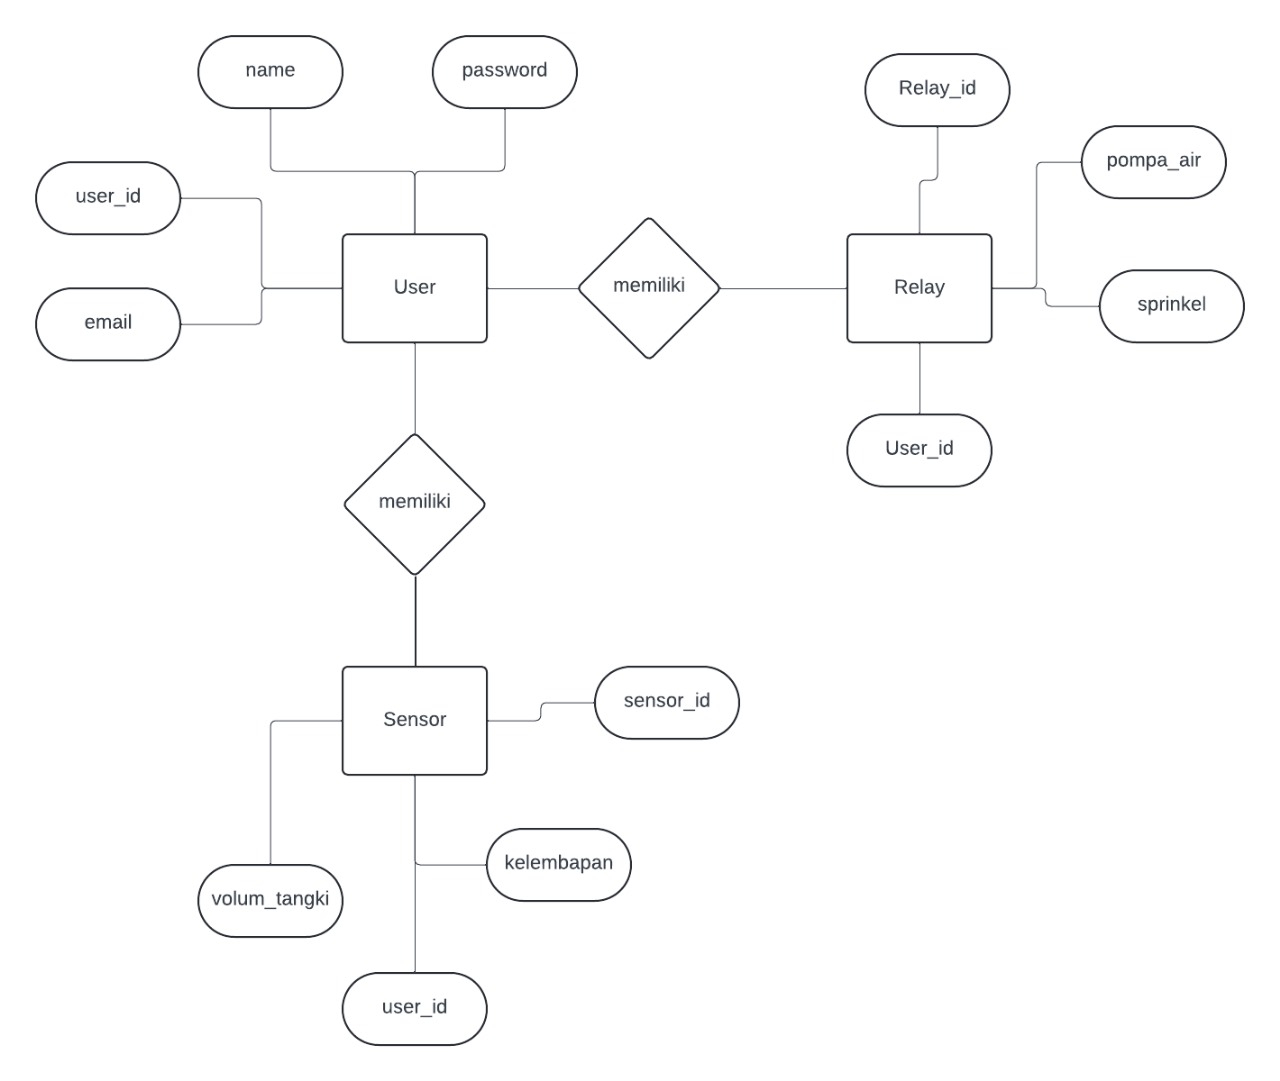 name
password
Relay_id
pompa_air
user_id
User
memiliki
Relay
sprinkel
email
User_id
memiliki
Sensor
sensor_id
kelembapan
volum_tangki
user_id